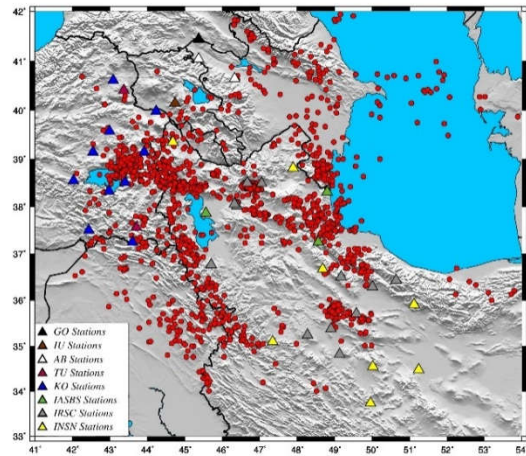 42˚
41˚
40˚
39˚
38˚
37˚
36˚
35˚
34˚
33˚
GO Stations
IU Stations
AB Stations
TU Stations
KO Stations
IASBS Stations
IRSC Stations
INSN Stations
41˚ 42˚ 43˚ 44˚ 45˚ 46˚ 47˚ 48˚ 49˚ 50˚ 51˚ 52˚ 53˚ 54